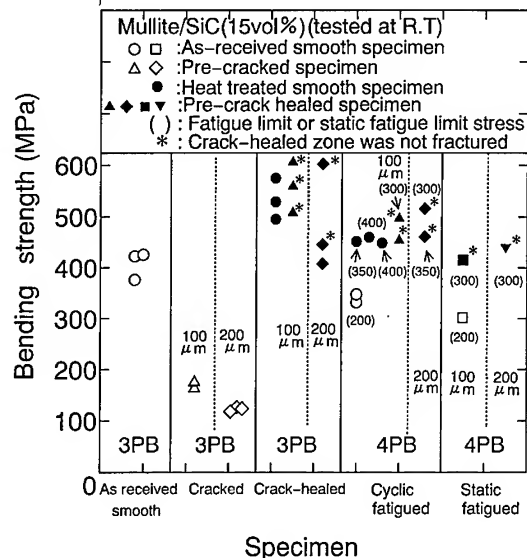 Mullite/SiC(15vol%)(tested at R.T)
○ □ :As-received smooth specimen
△ ◇ :Pre-cracked specimen
● :Heat treated smooth specimen
▲ ◆ ■ ▼ :Pre-crack healed specimen
( ) : Fatigue limit or static fatigue limit stress
* : Crack-healed zone was not fractured
Bending strength (MPa)
600
500
400
300
200
100
0
100 μm
200 μm
*
*
*
*
*
100 μm
200 μm
100 μm
(300)
(300)
*
*
*
*
(400)
(350)
(400)
(350)
(200)
200 μm
*
*
(300)
(300)
(200)
100 μm
200 μm
3PB
3PB
3PB
4PB
4PB
As received smooth
Cracked
Crack-healed
Cyclic fatigued
Static fatigued
Specimen